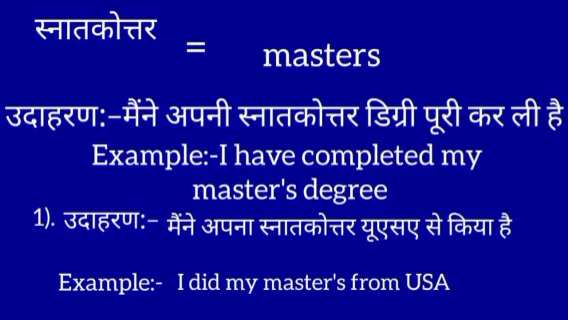 स्नातकोत्तर = masters
उदाहरण:-मैंने अपनी स्नातकोत्तर डिग्री पूरी कर ली है
Example:-I have completed my
master's degree
1). उदाहरण:- मैंने अपना स्नातकोत्तर यूएसए से किया है
Example:- I did my master's from USA